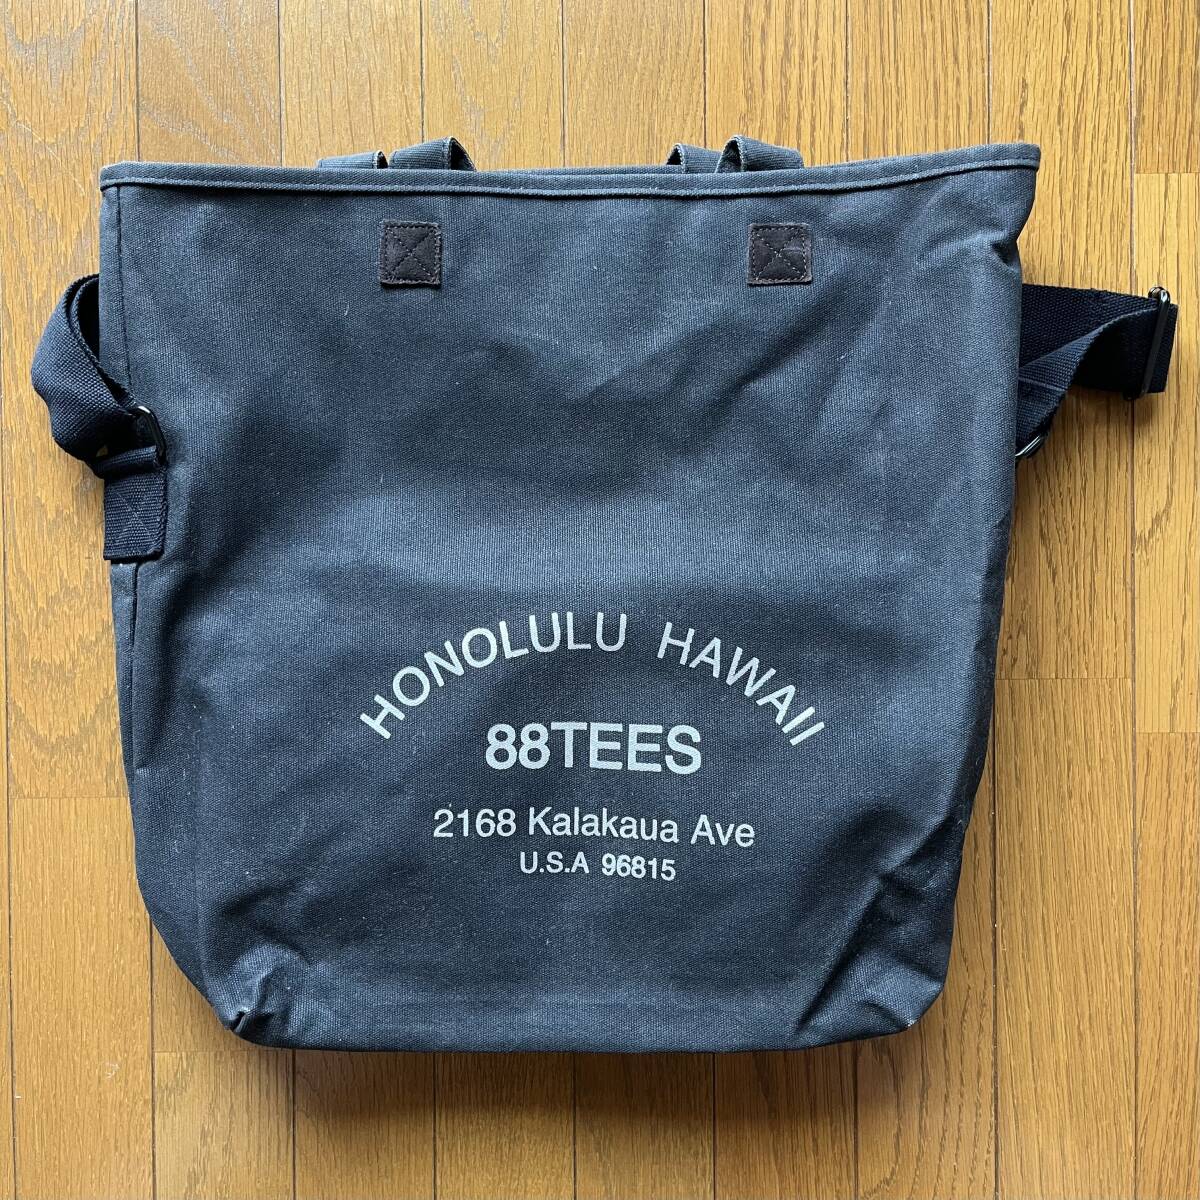 HONOLULU HAWAII
88TEES
2168 Kalakaua Ave
U.S.A 96815